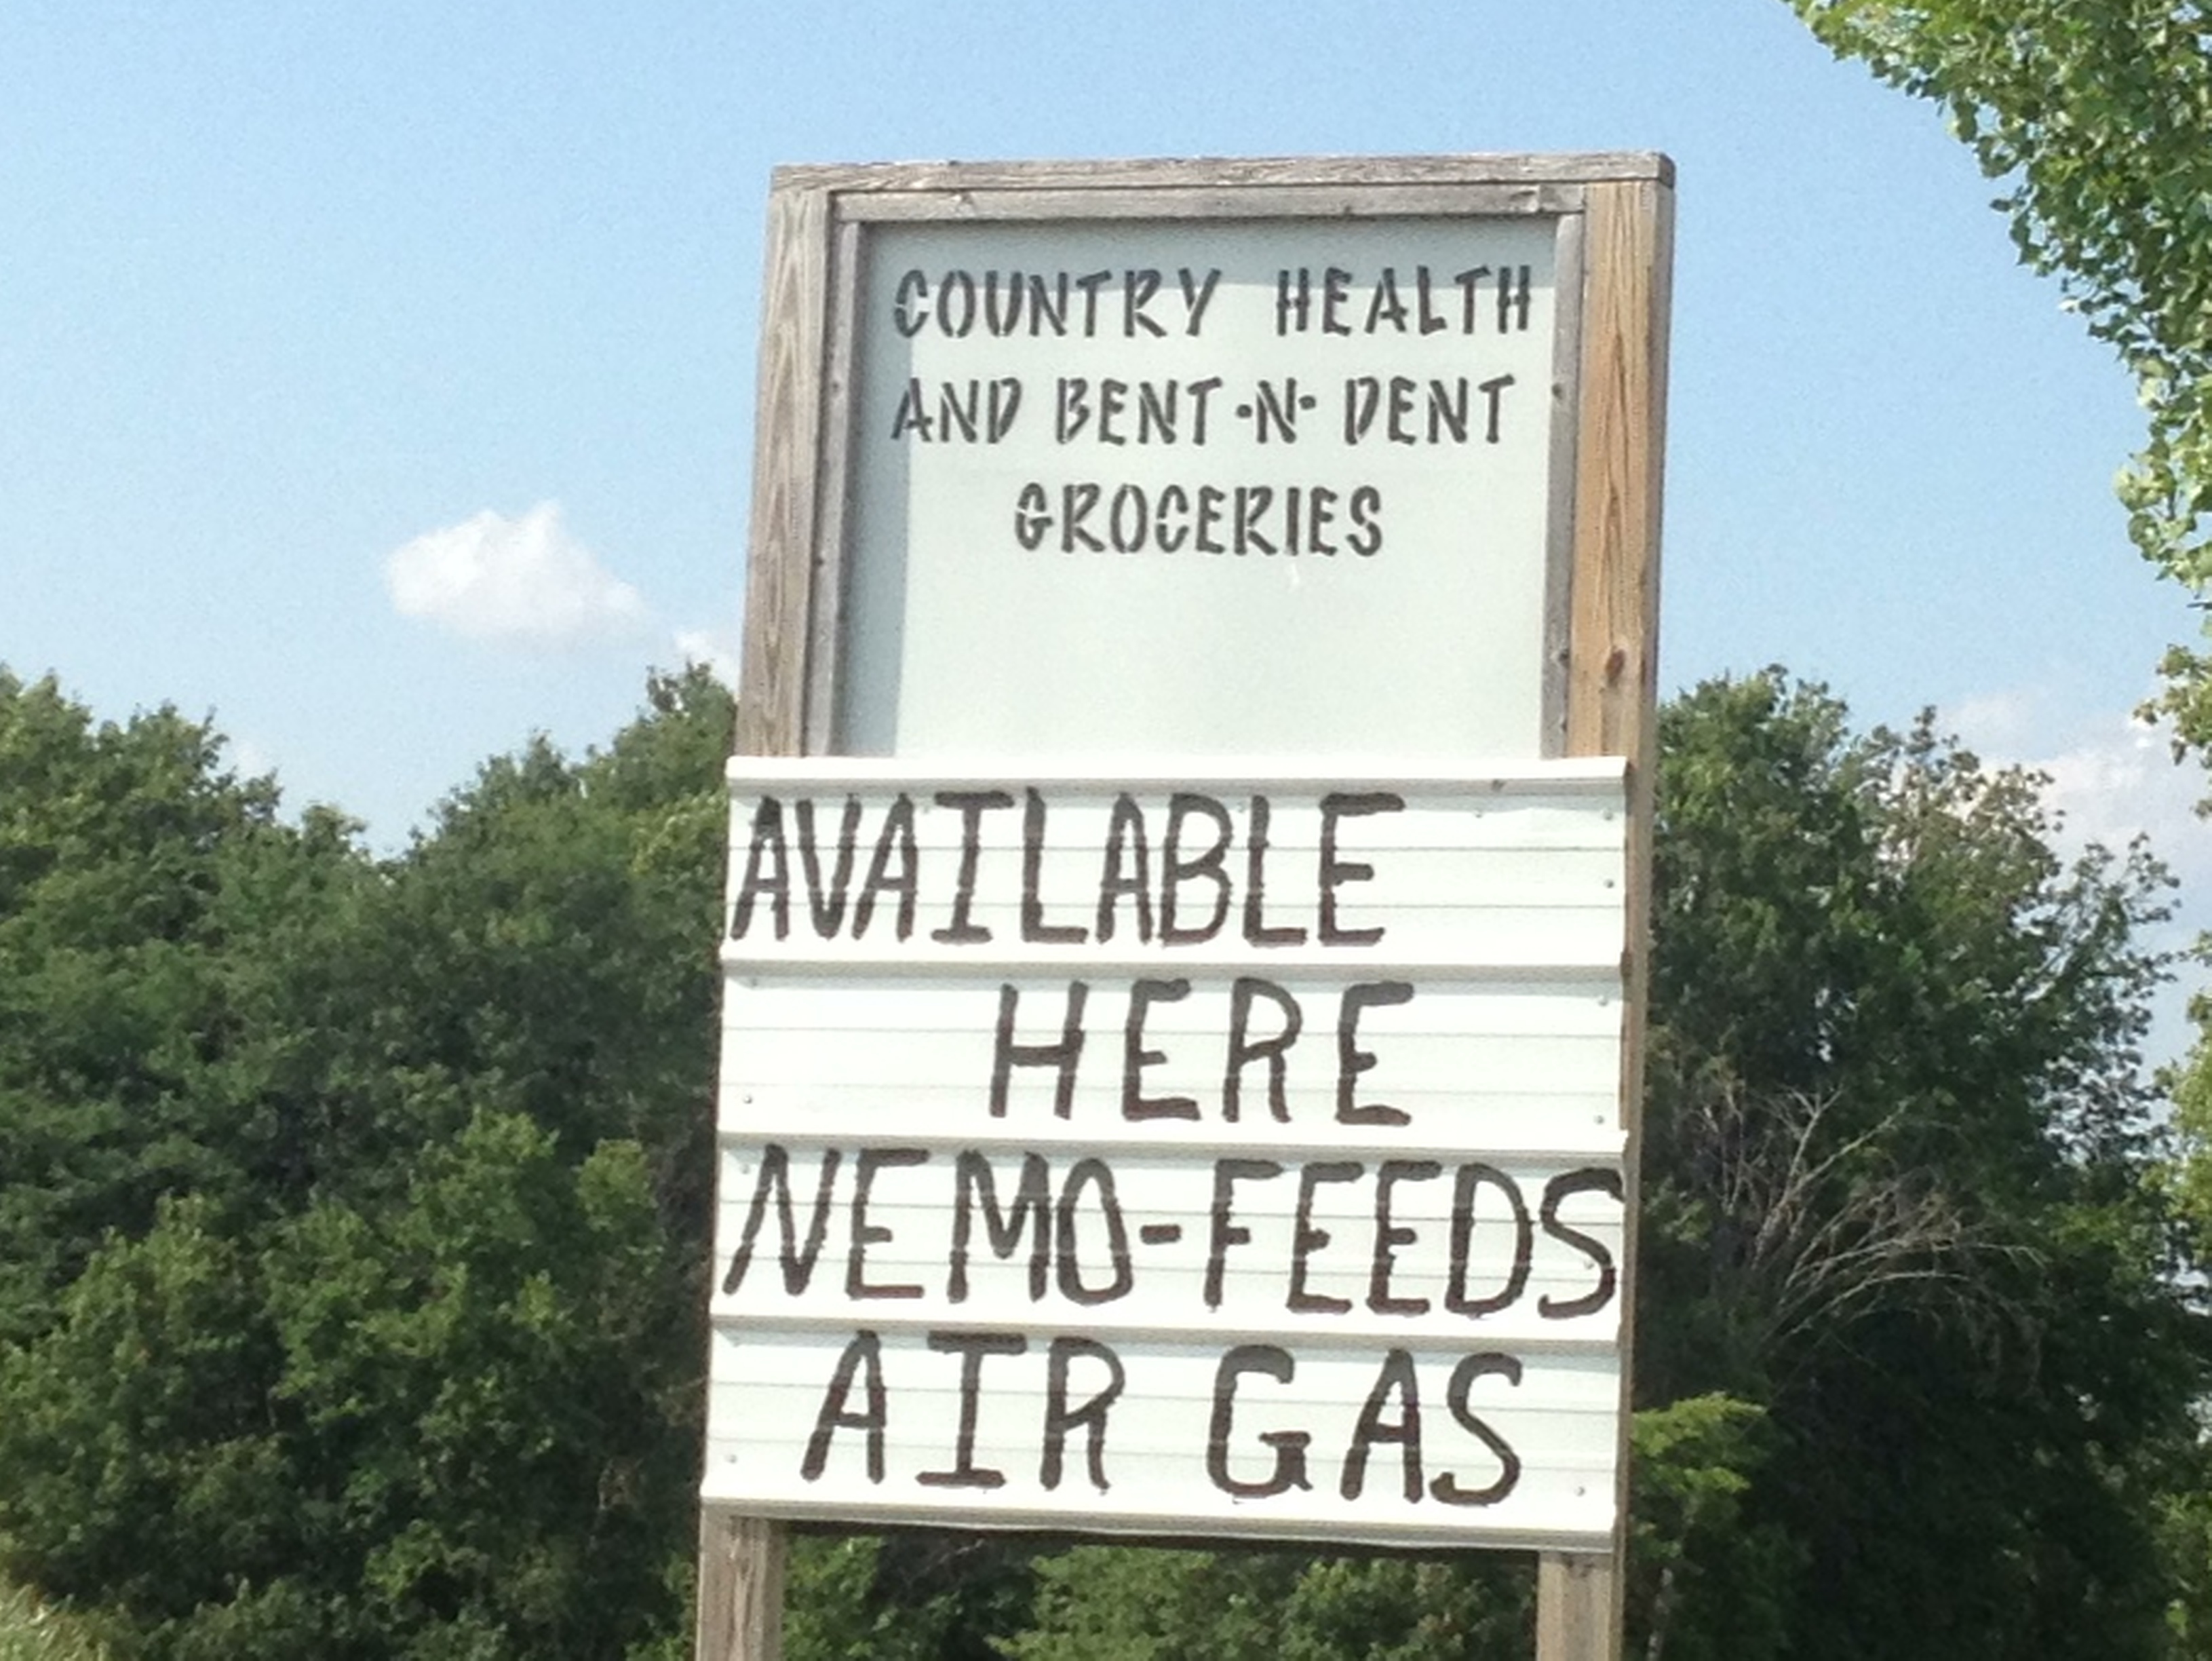 COUNTRY HEALTH
AND BENT-N-DENT
GROCERIES
AVAILABLE
HERE
NEMO-FEEDS
AIR GAS